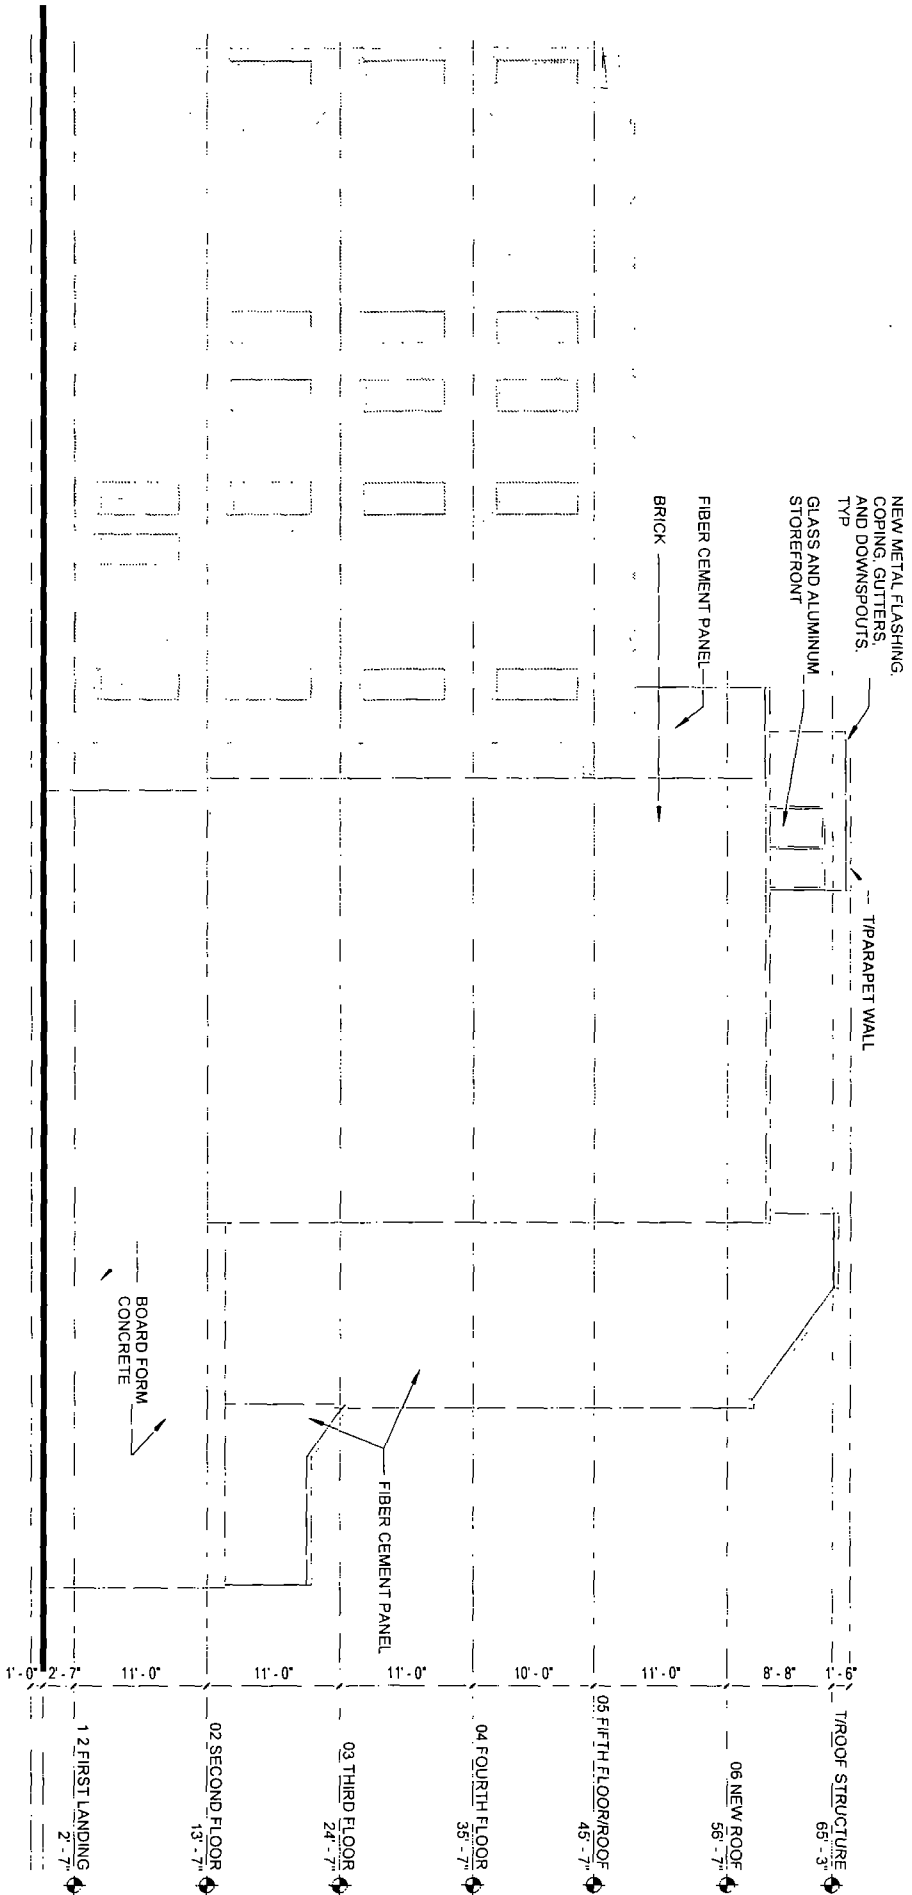 NEW METAL FLASHING,
COPING, GUTTERS,
AND DOWNSPOUTS,
TYP
GLASS AND ALUMINUM
STOREFRONT
FIBER CEMENT PANEL
BRICK
T/PARAPET WALL
BOARD FORM
CONCRETE
FIBER CEMENT PANEL
1'-6"
8'-8"
11'-0"
10'-0"
11'-0"
11'-0"
11'-0"
2'-7"
1'-0"
T/ROOF STRUCTURE
65'-3"
06 NEW ROOF
56'-7"
05 FIFTH FLOOR/ROOF
45'-7"
04 FOURTH FLOOR
35'-7"
03 THIRD FLOOR
24'-7"
02 SECOND FLOOR
13'-7"
1 2 FIRST LANDING
2'-7"